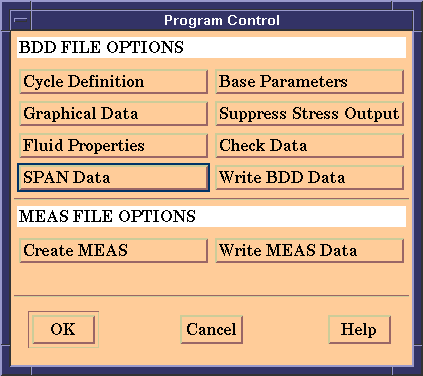 Program Control
BDD FILE OPTIONS
Cycle Definition
Base Parameters
Graphical Data
Suppress Stress Output
Fluid Properties
Check Data
SPAN Data
Write BDD Data
MEAS FILE OPTIONS
Create MEAS
Write MEAS Data
OK
Cancel
Help